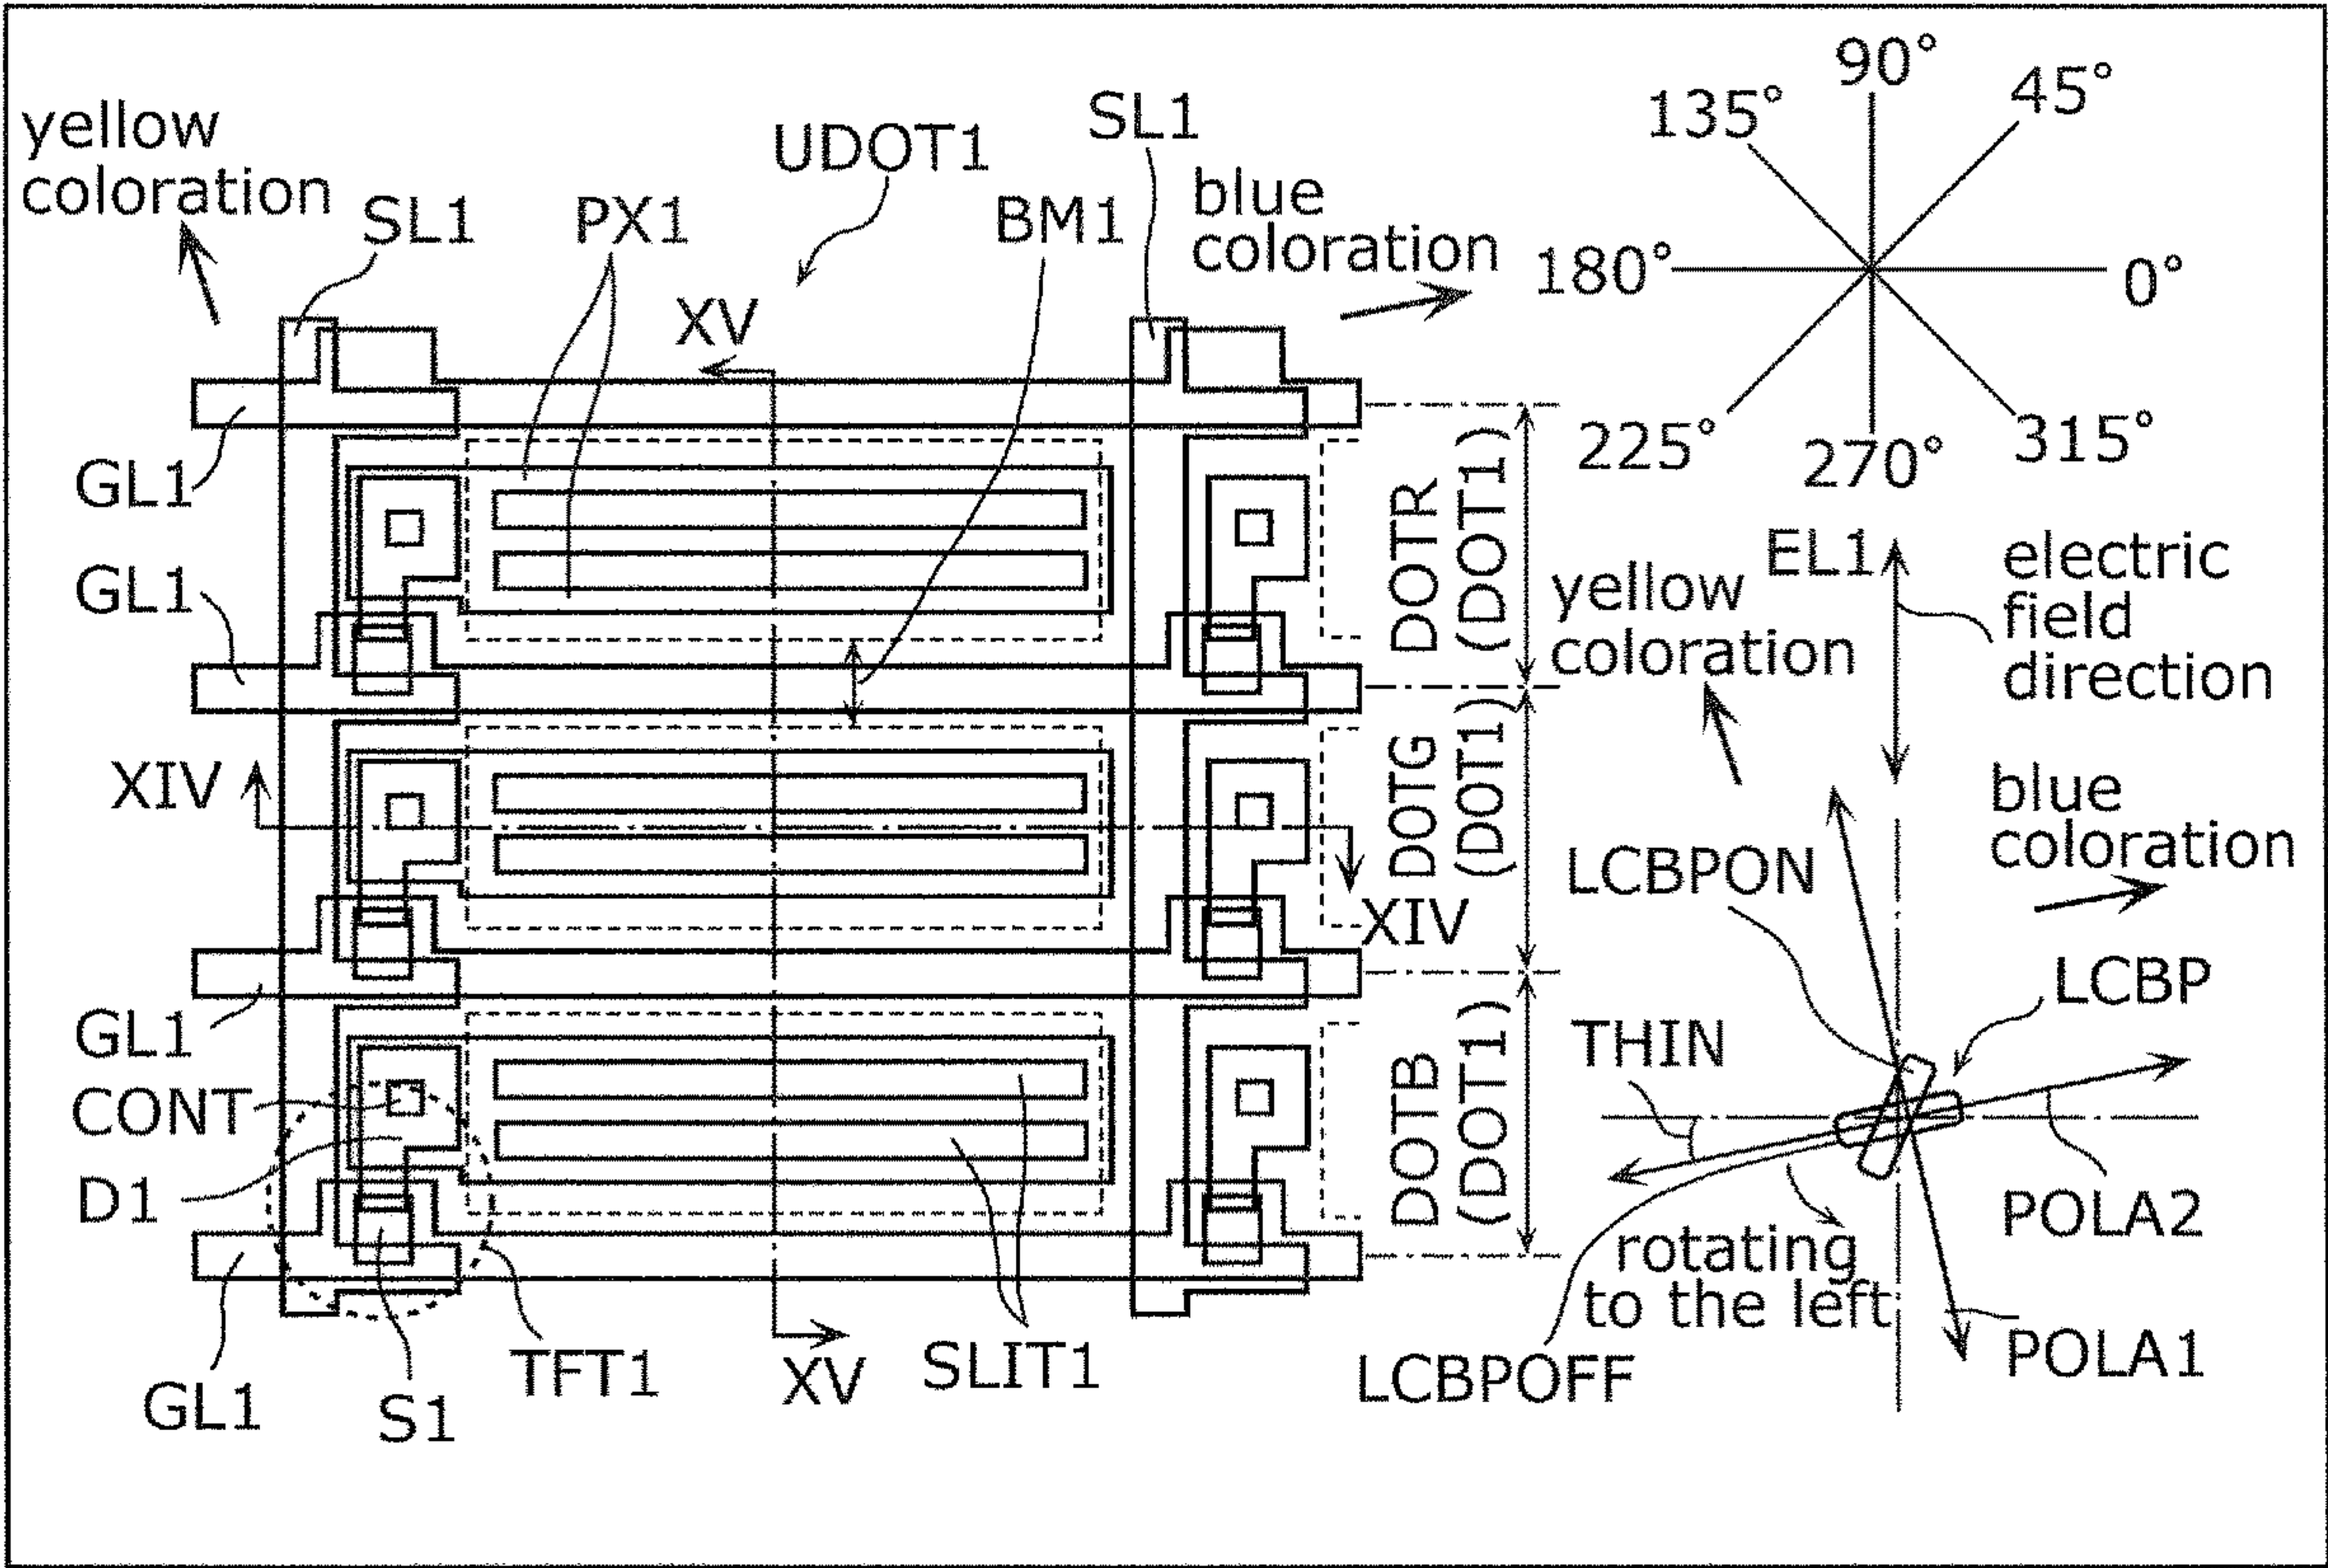 90°
135°
45°
180°
0°
225°
270°
315°
yellow
coloration
SL1
PX1
UDOT1
BM1
SL1
blue
coloration
XV
GL1
GL1
XIV
GL1
CONT
D1
GL1
S1
TFT1
XV
SLIT1
XIV
DOTR
(DOT1)
DOTG
(DOT1)
DOTB
(DOT1)
EL1
electric
field
direction
yellow
coloration
blue
coloration
LCBPON
LCBP
THIN
POLA2
rotating
to the left
POLA1
LCBPOFF